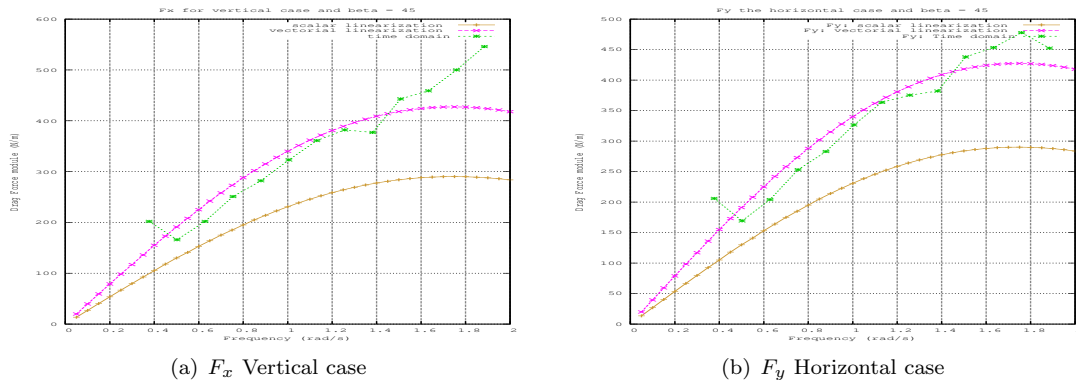 Fx for vertical case and beta - 45
scalar linearization
vectorial linearization
time domain
Drag Force module (N/m)
600
500
400
300
200
100
0
0 0.2 0.4 0.6 0.8 1 1.2 1.4 1.6 1.8 2
Frequency (rad/s)
(a) Fx Vertical case
Fy the horizontal case and beta - 45
Fy: scalar linearization
Fy: vectorial linearization
Fy: Time domain
Drag Force module (N/m)
500
450
400
350
300
250
200
150
100
50
0
0 0.2 0.4 0.6 0.8 1 1.2 1.4 1.6 1.8
Frequency (rad/s)
(b) Fy Horizontal case